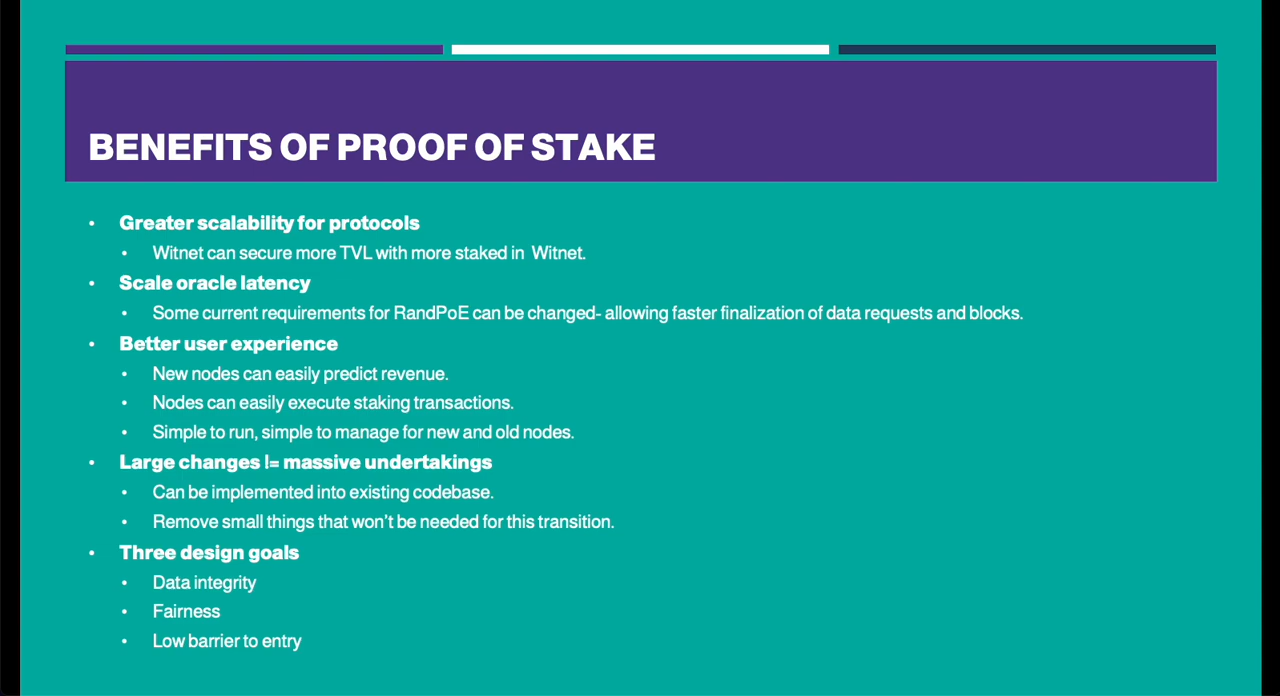 BENEFITS OF PROOF OF STAKE
• Greater scalability for protocols
• Witnet can secure more TVL with more staked in  Witnet.
• Scale oracle latency
• Some current requirements for RandPoE can be changed- allowing faster finalization of data requests and blocks.
• Better user experience
• New nodes can easily predict revenue.
• Nodes can easily execute staking transactions.
• Simple to run, simple to manage for new and old nodes.
• Large changes != massive undertakings
• Can be implemented into existing codebase.
• Remove small things that won't be needed for this transition.
• Three design goals
• Data integrity
• Fairness
• Low barrier to entry